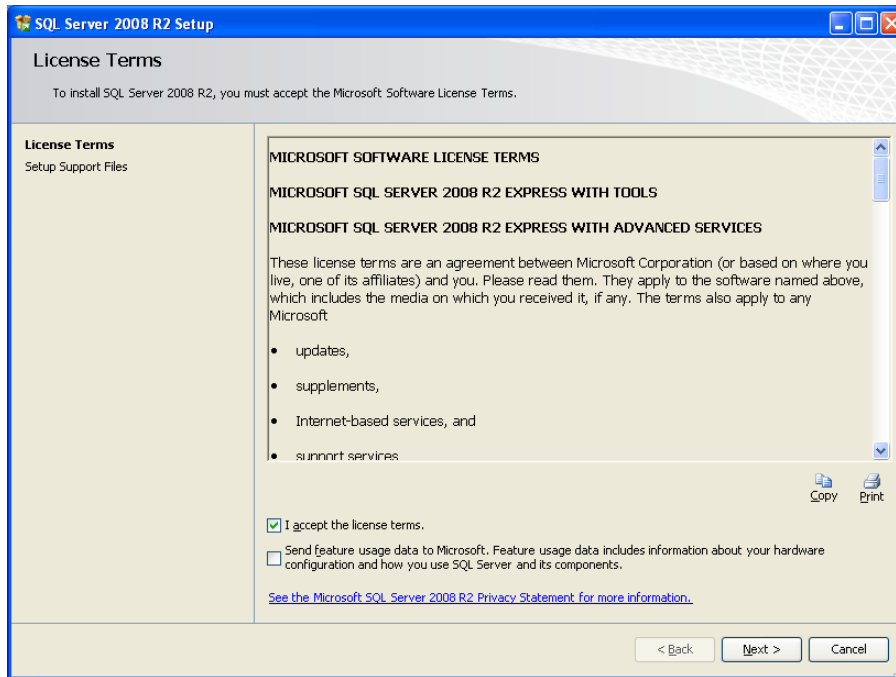 SQL Server 2008 R2 Setup
License Terms
To install SQL Server 2008 R2, you must accept the Microsoft Software License Terms.
License Terms
Setup Support Files
MICROSOFT SOFTWARE LICENSE TERMS
MICROSOFT SQL SERVER 2008 R2 EXPRESS WITH TOOLS
MICROSOFT SQL SERVER 2008 R2 EXPRESS WITH ADVANCED SERVICES
These license terms are an agreement between Microsoft Corporation (or based on where you
live, one of its affiliates) and you. Please read them. They apply to the software named above,
which includes the media on which you received it, if any. The terms also apply to any
Microsoft
• updates,
• supplements,
• Internet-based services, and
• support services
Copy Print
I accept the license terms.
Send feature usage data to Microsoft. Feature usage data includes information about your hardware
configuration and how you use SQL Server and its components.
See the Microsoft SQL Server 2008 R2 Privacy Statement for more information.
< Back Next > Cancel